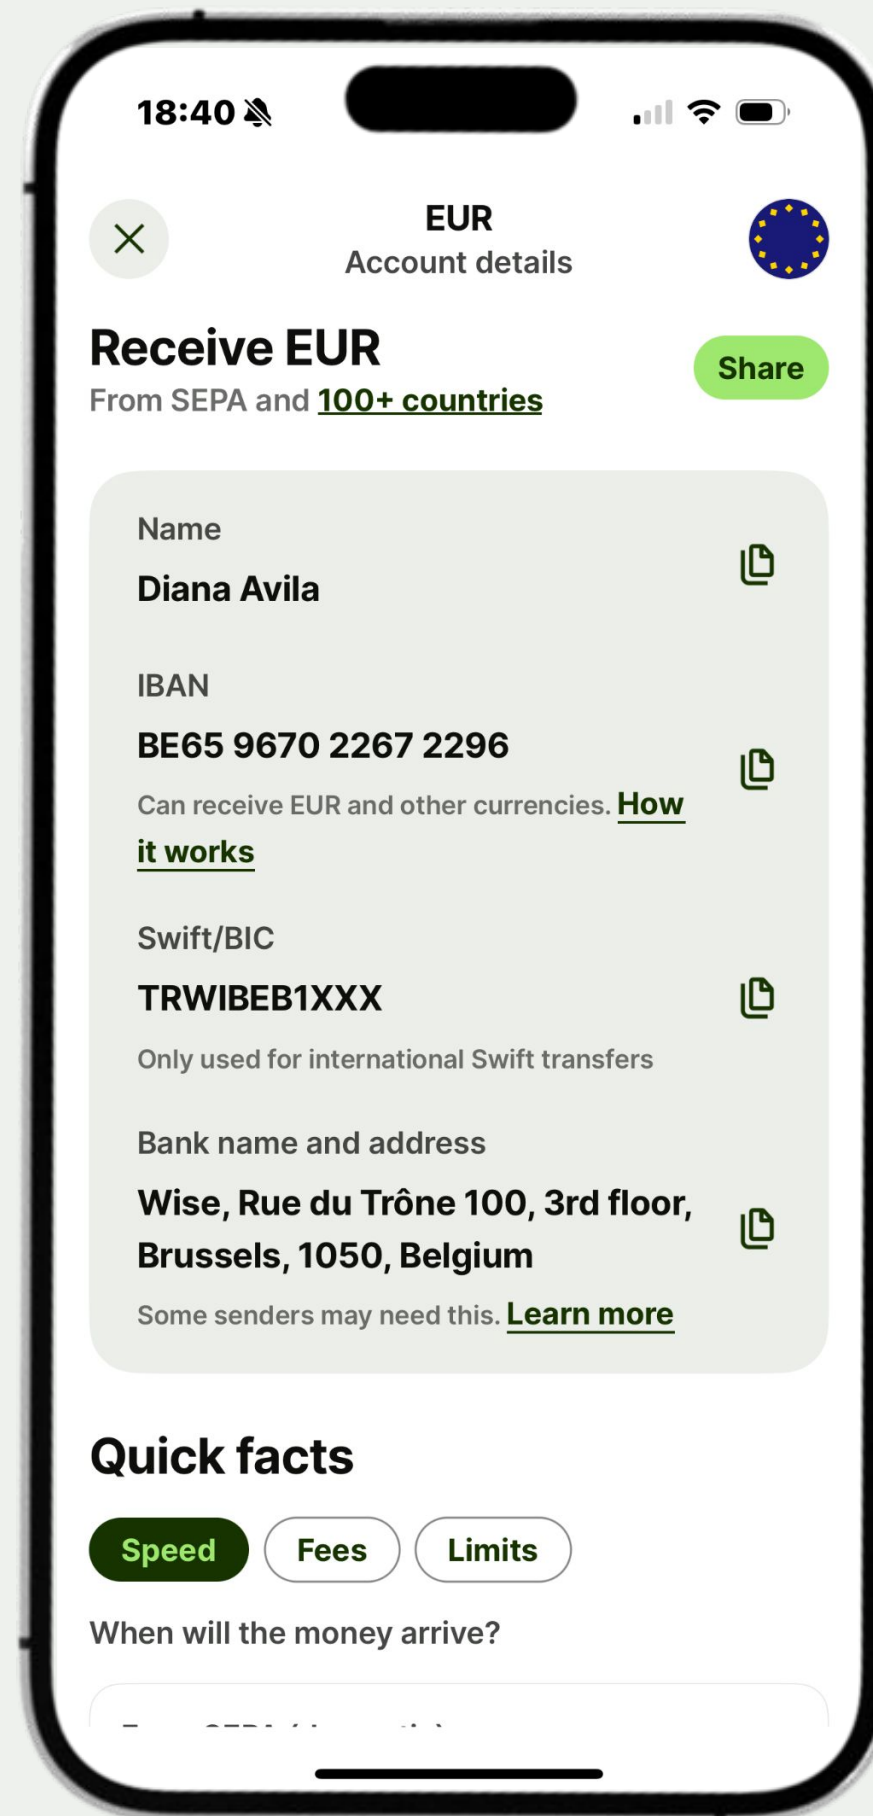 18:40
EUR
Account details
Receive EUR
Share
From SEPA and 100+ countries
Name
Diana Avila
IBAN
BE65 9670 2267 2296
Can receive EUR and other currencies. How
it works
Swift/BIC
TRWIBEB1XXX
Only used for international Swift transfers
Bank name and address
Wise, Rue du Trône 100, 3rd floor,
Brussels, 1050, Belgium
Some senders may need this. Learn more
Quick facts
Speed
Fees
Limits
When will the money arrive?